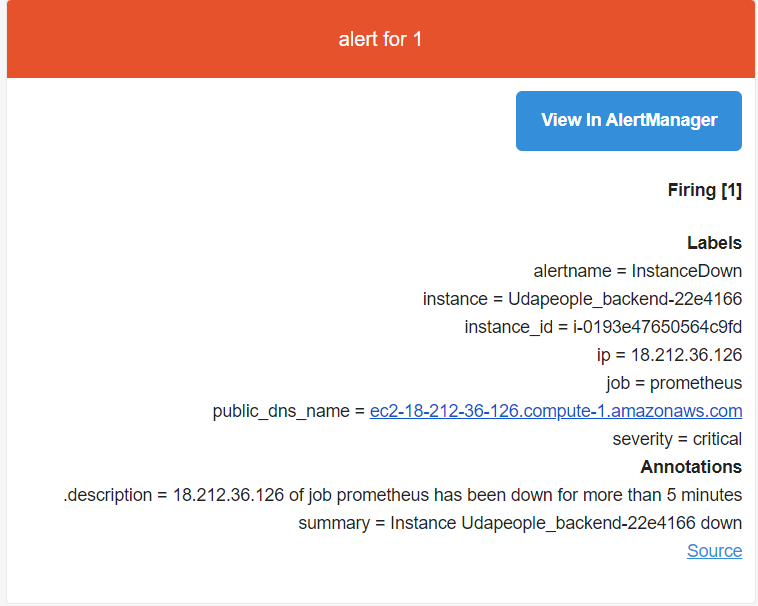 alert for 1
View In AlertManager
Firing [1]
Labels
alertname = InstanceDown
instance = Udapeople_backend-22e4166
instance_id = i-0193e47650564c9fd
ip = 18.212.36.126
job = prometheus
public_dns_name = ec2-18-212-36-126.compute-1.amazonaws.com
severity = critical
Annotations
.description = 18.212.36.126 of job prometheus has been down for more than 5 minutes
summary = Instance Udapeople_backend-22e4166 down
Source